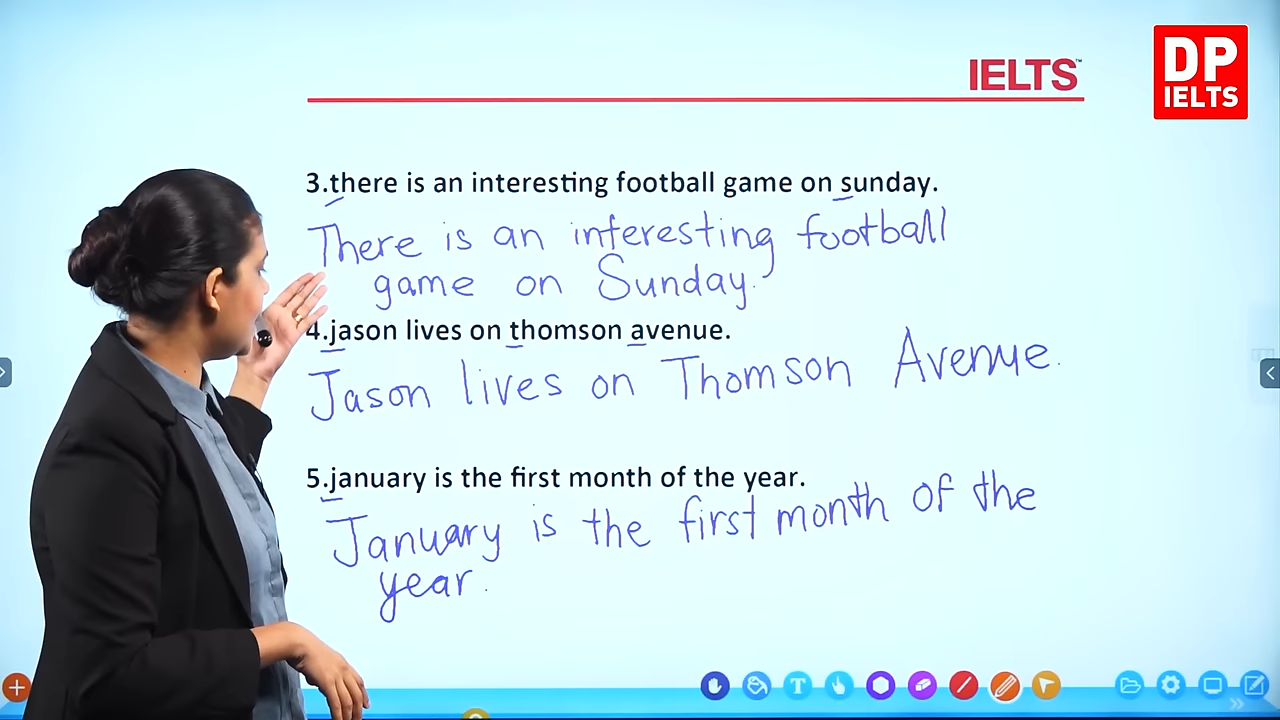 IELTS™
DP
IELTS
3.there is an interesting football game on sunday.
There is an interesting football
game on Sunday.
4.jason lives on thomson avenue.
Jason lives on Thomson Avenue.
5.january is the first month of the year.
January is the first month of the
year.
T